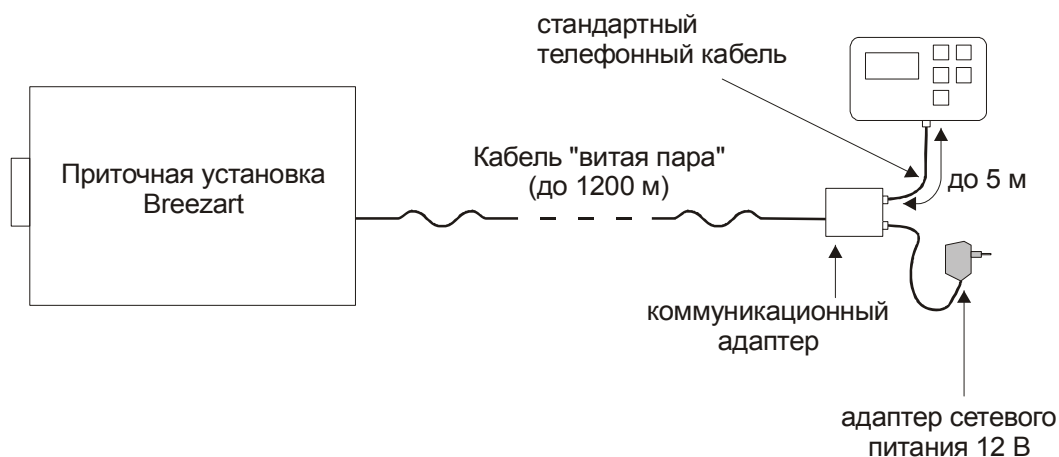 стандартный
телефонный кабель
Приточная установка
Breezart
Кабель "витая пара"
(до 1200 м)
до 5 м
коммуникационный
адаптер
адаптер сетевого
питания 12 В